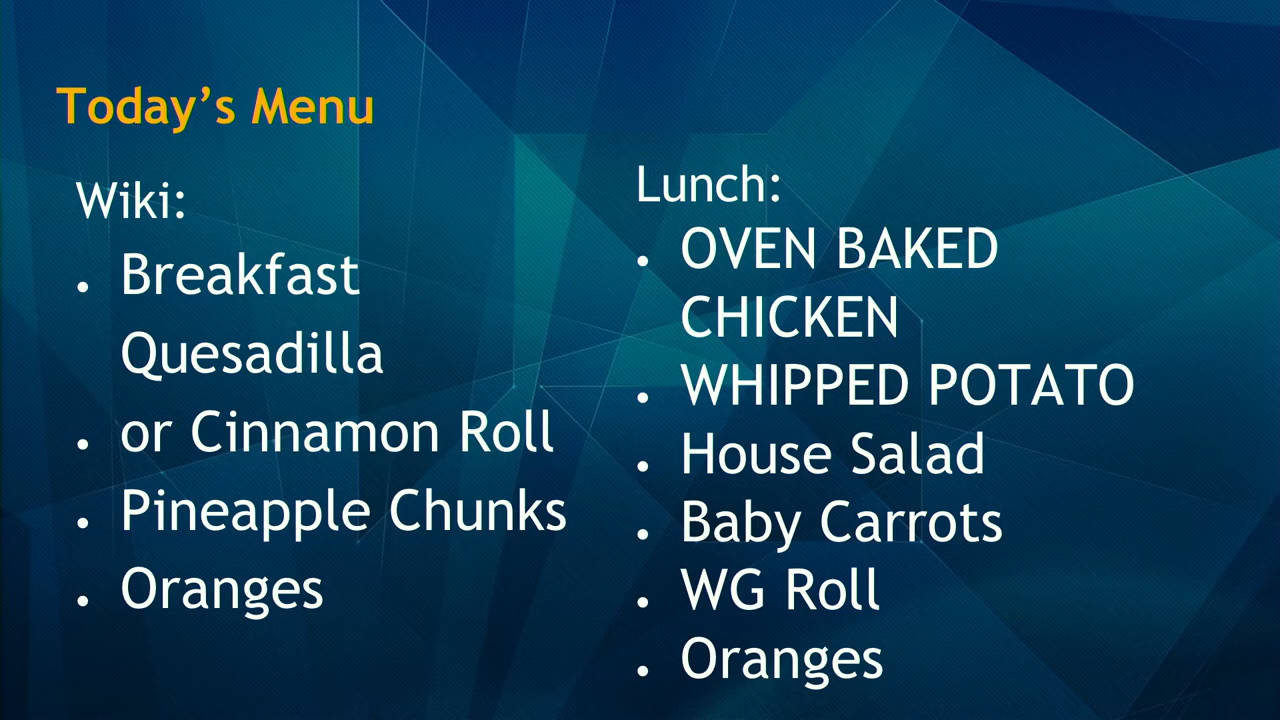 Today’s Menu
Wiki:
• Breakfast
Quesadilla
• or Cinnamon Roll
• Pineapple Chunks
• Oranges
Lunch:
• OVEN BAKED
CHICKEN
• WHIPPED POTATO
• House Salad
• Baby Carrots
• WG Roll
• Oranges